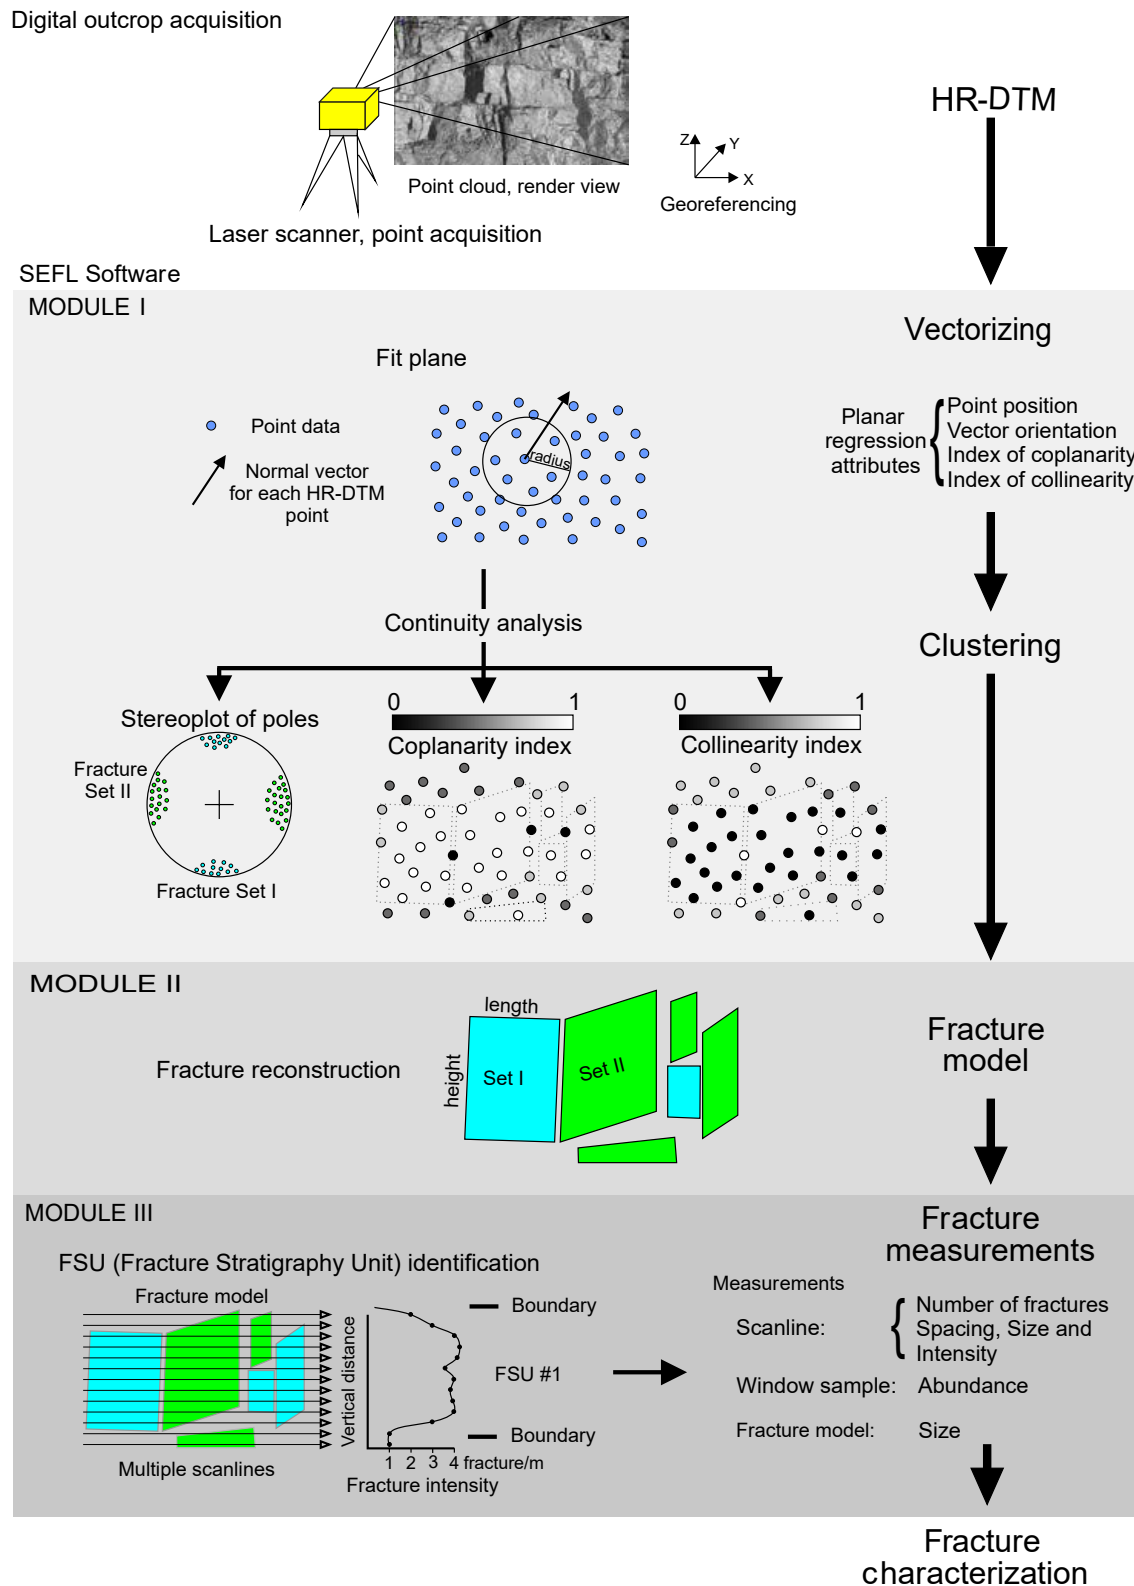 Digital outcrop acquisition
HR-DTM
Z
Y
X
Point cloud, render view
Georeferencing
Laser scanner, point acquisition
SEFL Software
MODULE I
Vectorizing
Fit plane
Point data
radius
Normal vector
for each HR-DTM
point
Planar
regression
attributes
Point position
Vector orientation
Index of coplanarity
Index of collinearity
Continuity analysis
Clustering
Stereoplot of poles
Fracture
Set II
Fracture Set I
0 1
Coplanarity index
0 1
Collinearity index
MODULE II
length
height
Set I
Set II
Fracture reconstruction
Fracture
model
MODULE III
Fracture
measurements
FSU (Fracture Stratigraphy Unit) identification
Fracture model
Multiple scanlines
Vertical distance
1 2 3 4 fracture/m
Fracture intensity
Boundary
FSU #1
Boundary
Measurements
Scanline:
Number of fractures
Spacing, Size and
Intensity
Window sample: Abundance
Fracture model: Size
Fracture
characterization